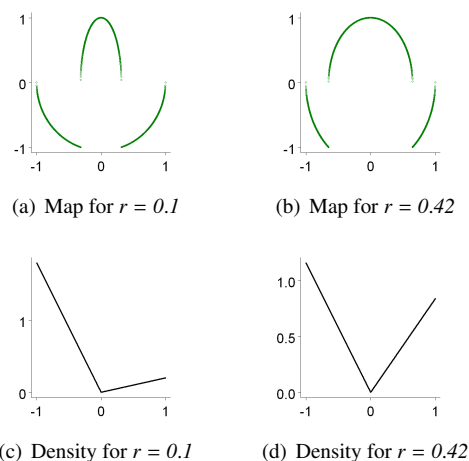 1
0
-1
-1 0 1
(a) Map for r = 0.1
1
0
-1
-1 0 1
(b) Map for r = 0.42
1
0
-1 0 1
(c) Density for r = 0.1
1.0
0.5
0.0
-1 0 1
(d) Density for r = 0.42